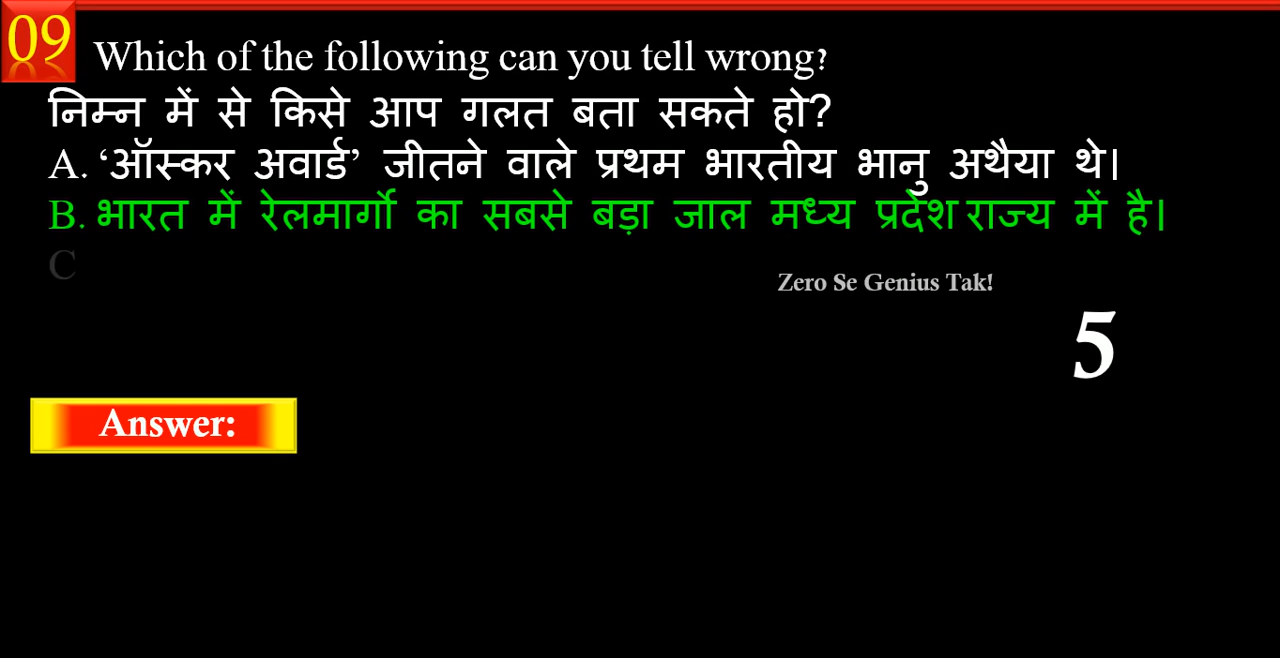 09 Which of the following can you tell wrong?
निम्न में से किसे आप गलत बता सकते हो?
A. ‘ऑस्कर अवार्ड’ जीतने वाले प्रथम भारतीय भानु अथैया थे।
B. भारत में रेलमार्गो का सबसे बड़ा जाल मध्य प्रदेश राज्य में है।
C
Zero Se Genius Tak!
5
Answer: